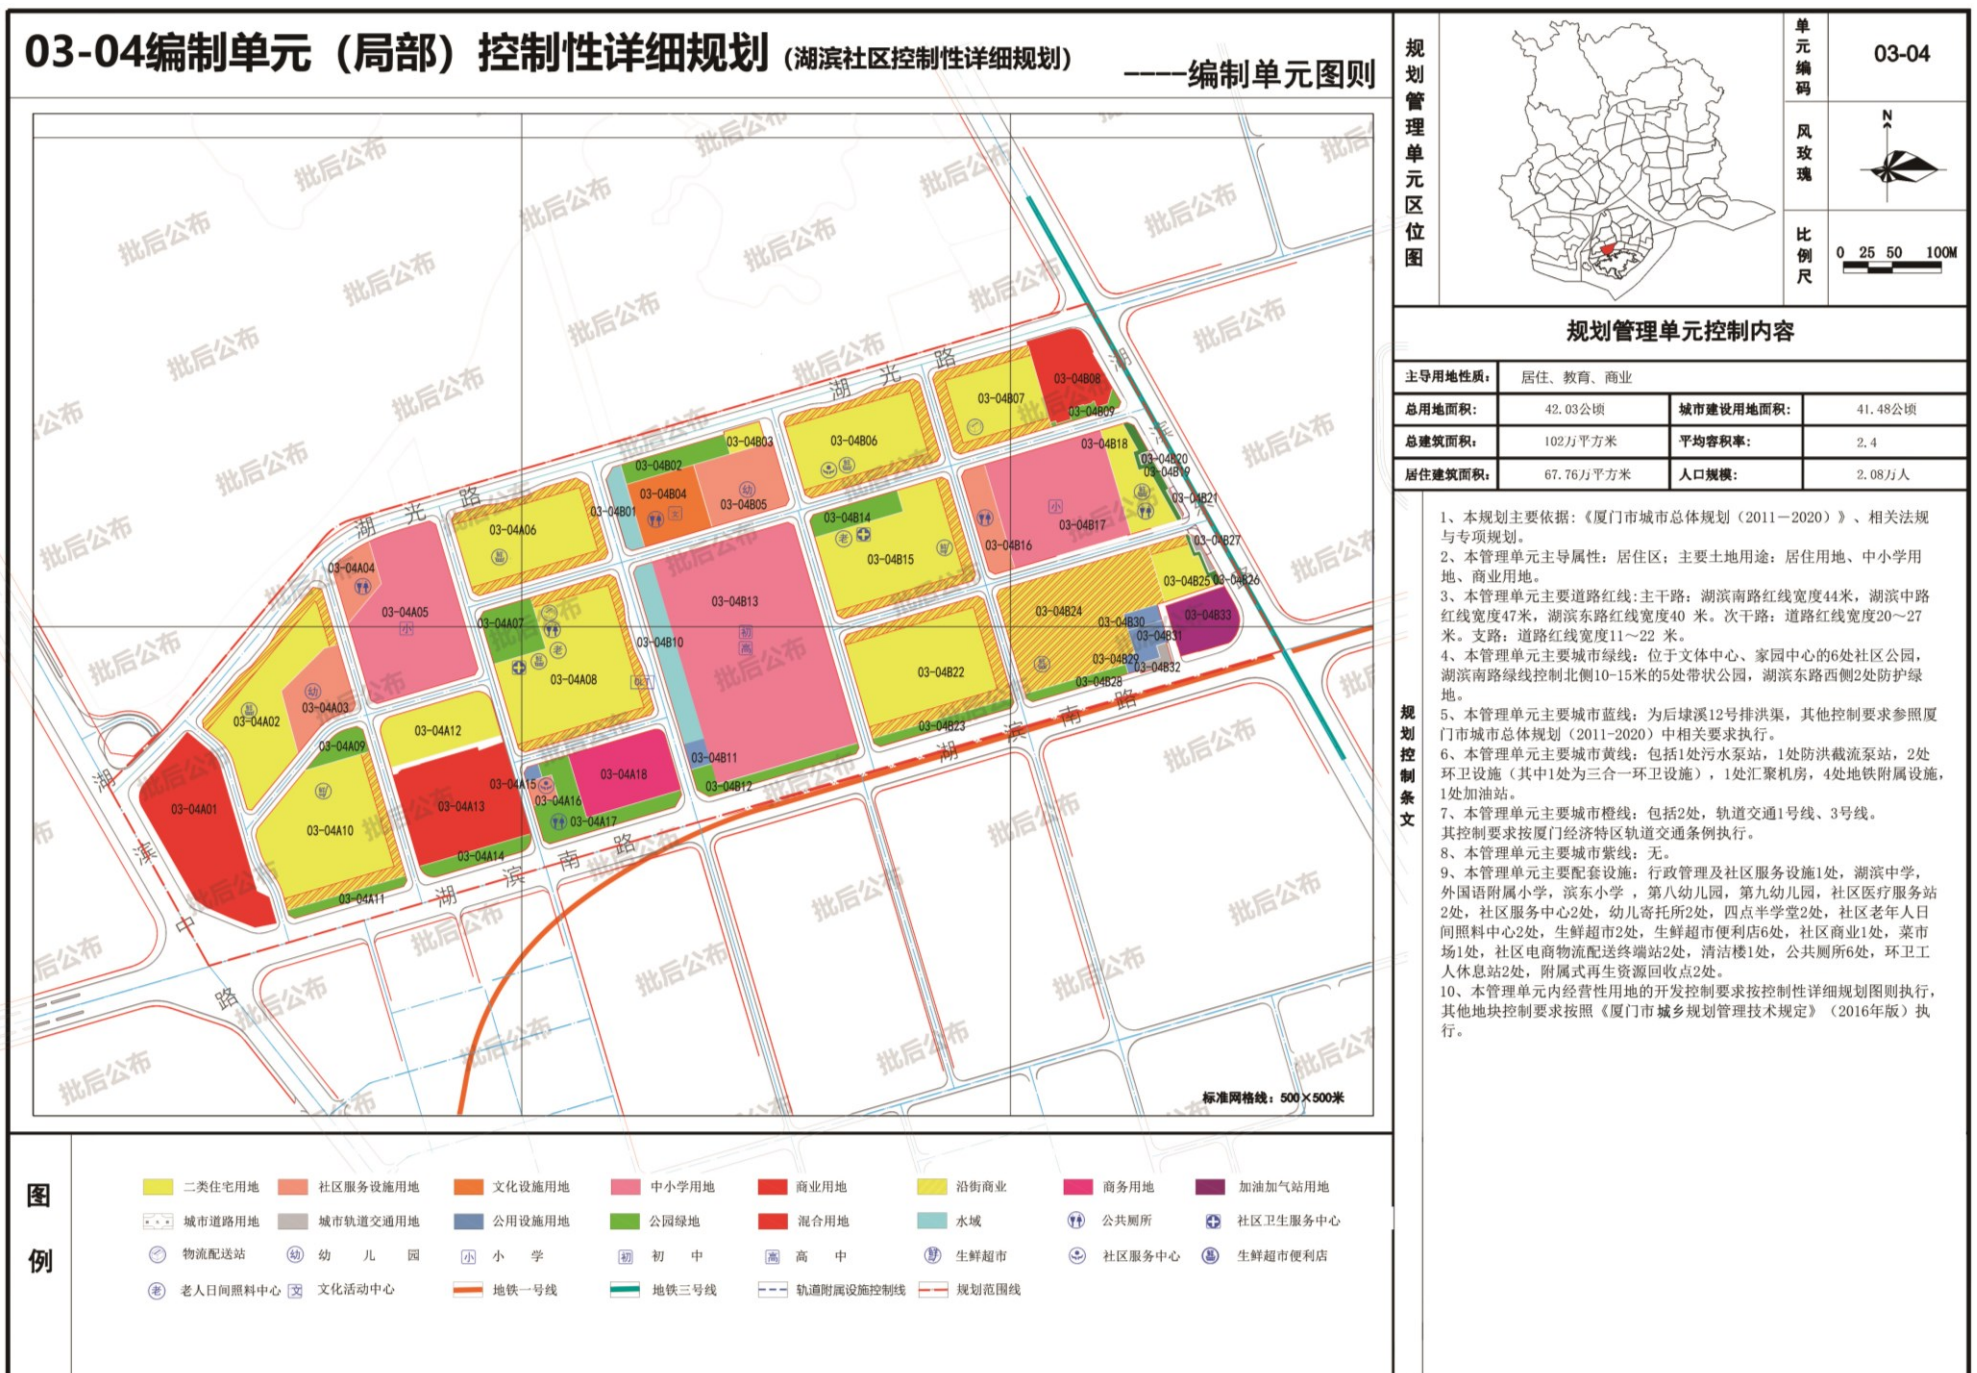 03-04编制单元（局部）控制性详细规划（湖滨社区控制性详细规划）
----编制单元图则
规划管理单元区位图
单元编码
03-04
风玫瑰
N
比例尺
0 25 50 100M
规划管理单元控制内容
主导用地性质： 居住、教育、商业
总用地面积： 42.03公顷 城市建设用地面积： 41.48公顷
总建筑面积： 102万平方米 平均容积率： 2.4
居住建筑面积： 67.76万平方米 人口规模： 2.08万人
规划控制条文
1、本规划主要依据：《厦门市城市总体规划（2011－2020）》、相关法规
与专项规划。
2、本管理单元主导属性：居住区；主要土地用途：居住用地、中小学用
地、商业用地。
3、本管理单元主要道路红线:主干路：湖滨南路红线宽度44米，湖滨中路
红线宽度47米，湖滨东路红线宽度40 米。次干路：道路红线宽度20～27
米。支路：道路红线宽度11～22 米。
4、本管理单元主要城市绿线：位于文体中心、家园中心的6处社区公园，
湖滨南路绿线控制北侧10-15米的5处带状公园，湖滨东路西侧2处防护绿
地。
5、本管理单元主要城市蓝线：为后埭溪12号排洪渠，其他控制要求参照厦
门市城市总体规划（2011-2020）中相关要求执行。
6、本管理单元主要城市黄线：包括1处污水泵站，1处防洪截流泵站，2处
环卫设施（其中1处为三合一环卫设施），1处汇聚机房，4处地铁附属设施，
1处加油站。
7、本管理单元主要城市橙线：包括2处，轨道交通1号线、3号线。
其控制要求按厦门经济特区轨道交通条例执行。
8、本管理单元主要城市紫线：无。
9、本管理单元主要配套设施：行政管理及社区服务设施1处，湖滨中学，
外国语附属小学，滨东小学 ，第八幼儿园，第九幼儿园，社区医疗服务站
2处，社区服务中心2处，幼儿寄托所2处，四点半学堂2处，社区老年人日
间照料中心2处，生鲜超市2处，生鲜超市便利店6处，社区商业1处，菜市
场1处，社区电商物流配送终端站2处，清洁楼1处，公共厕所6处，环卫工
人休息站2处，附属式再生资源回收点2处。
10、本管理单元内经营性用地的开发控制要求按控制性详细规划图则执行，
其他地块控制要求按照《厦门市城乡规划管理技术规定》（2016年版）执
行。
湖光路
湖光路
湖滨中路
湖滨南路
湖滨南路
湖滨
03-04B08
03-04B07
03-04B09
03-04B03
03-04B06
03-04B18
03-04B02
03-04B20
03-04B19
03-04B04
03-04B05
03-04B21
03-04B01
03-04A06
03-04B14
03-04B17
03-04B27
03-04B16
03-04B15
03-04A04
03-04B25
03-04B26
03-04A05
03-04B13
03-04B24
03-04B33
03-04A07
03-04B30
03-04B31
03-04B10
03-04B29
03-04B32
03-04A08
03-04B22
03-04B28
03-04A03
03-04A02
03-04A12
03-04B23
03-04A09
03-04B11
03-04A18
03-04A15
03-04B12
03-04A16
03-04A01
03-04A13
03-04A17
03-04A10
03-04A14
03-04A11
标准网格线：500×500米
批后公布
图例
二类住宅用地 社区服务设施用地 文化设施用地 中小学用地 商业用地 沿街商业 商务用地 加油加气站用地
城市道路用地 城市轨道交通用地 公用设施用地 公园绿地 混合用地 水域 公共厕所 社区卫生服务中心
物流配送站 幼 幼儿园 小 小学 初 初中 高 高中 生鲜超市 社区服务中心 生鲜超市便利店
老 老人日间照料中心 文 文化活动中心 地铁一号线 地铁三号线 轨道附属设施控制线 规划范围线